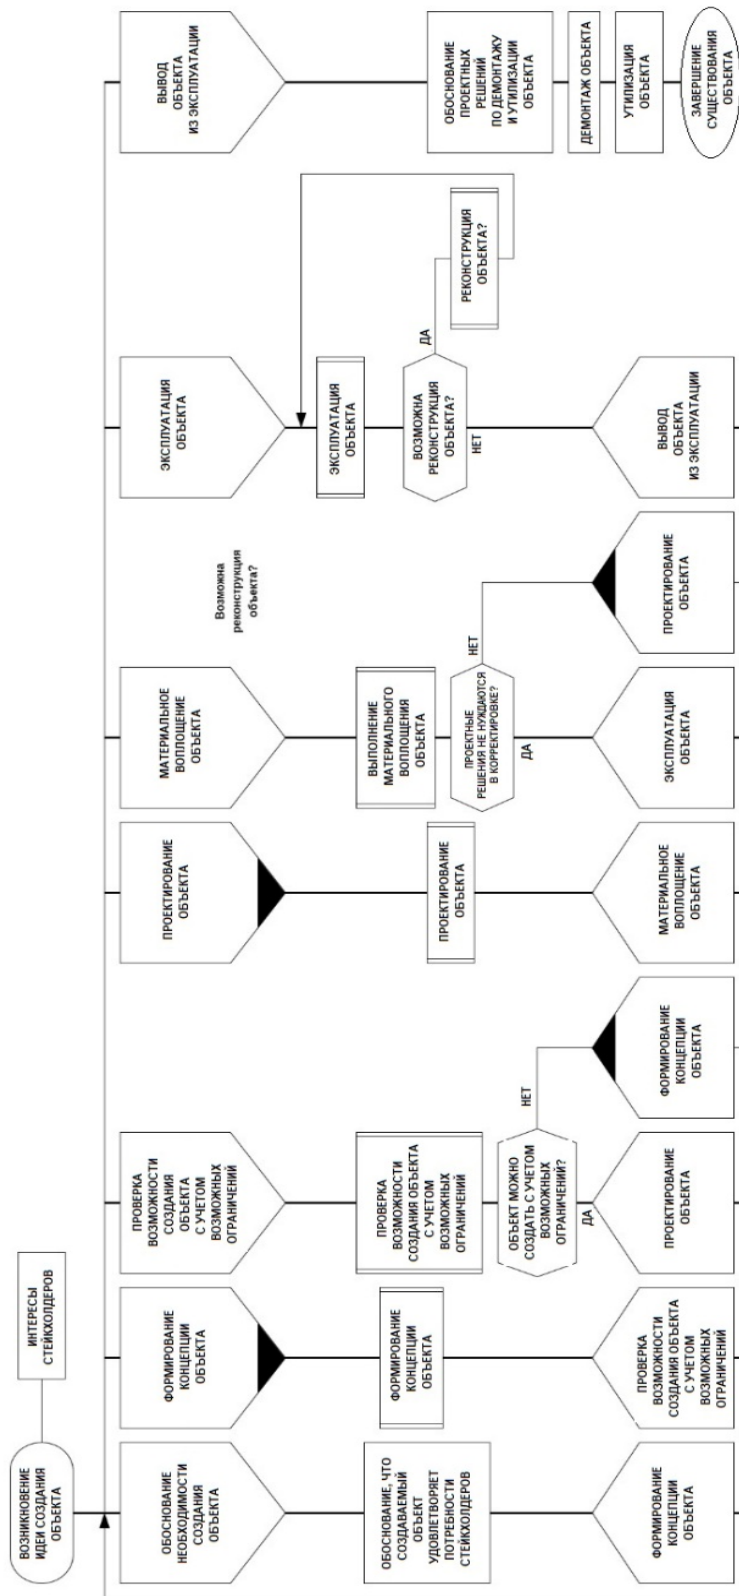 ВОЗНИКНОВЕНИЕ
ИДЕИ СОЗДАНИЯ
ОБЪЕКТА
ИНТЕРЕСЫ
СТЕЙКХОЛДЕРОВ
ОБОСНОВАНИЕ
НЕОБХОДИМОСТИ
СОЗДАНИЯ
ОБЪЕКТА
ОБОСНОВАНИЕ, ЧТО
СОЗДАВАЕМЫЙ
ОБЪЕКТ
УДОВЛЕТВОРЯЕТ
ПОТРЕБНОСТИ
СТЕЙКХОЛДЕРОВ
ФОРМИРОВАНИЕ
КОНЦЕПЦИИ
ОБЪЕКТА
ФОРМИРОВАНИЕ
КОНЦЕПЦИИ
ОБЪЕКТА
ФОРМИРОВАНИЕ
КОНЦЕПЦИИ
ОБЪЕКТА
ПРОВЕРКА
ВОЗМОЖНОСТИ
СОЗДАНИЯ ОБЪЕКТА
С УЧЕТОМ
ВОЗМОЖНЫХ
ОГРАНИЧЕНИЙ
ПРОВЕРКА
ВОЗМОЖНОСТИ
СОЗДАНИЯ
ОБЪЕКТА
С УЧЕТОМ
ВОЗМОЖНЫХ
ОГРАНИЧЕНИЙ
ПРОВЕРКА
ВОЗМОЖНОСТИ
СОЗДАНИЯ ОБЪЕКТА
С УЧЕТОМ
ВОЗМОЖНЫХ
ОГРАНИЧЕНИЙ
ОБЪЕКТ МОЖНО
СОЗДАТЬ С УЧЕТОМ
ВОЗМОЖНЫХ
ОГРАНИЧЕНИЙ?
НЕТ
ДА
ПРОЕКТИРОВАНИЕ
ОБЪЕКТА
ФОРМИРОВАНИЕ
КОНЦЕПЦИИ
ОБЪЕКТА
ПРОЕКТИРОВАНИЕ
ОБЪЕКТА
ПРОЕКТИРОВАНИЕ
ОБЪЕКТА
МАТЕРИАЛЬНОЕ
ВОПЛОЩЕНИЕ
ОБЪЕКТА
МАТЕРИАЛЬНОЕ
ВОПЛОЩЕНИЕ
ОБЪЕКТА
ВЫПОЛНЕНИЕ
МАТЕРИАЛЬНОГО
ВОПЛОЩЕНИЯ
ОБЪЕКТА
ПРОЕКТНЫЕ
РЕШЕНИЯ НЕ НУЖДАЮТСЯ
В КОРРЕКТИРОВКЕ?
НЕТ
ДА
ЭКСПЛУАТАЦИЯ
ОБЪЕКТА
ПРОЕКТИРОВАНИЕ
ОБЪЕКТА
Возможна
реконструкция
объекта?
ЭКСПЛУАТАЦИЯ
ОБЪЕКТА
ЭКСПЛУАТАЦИЯ
ОБЪЕКТА
ВОЗМОЖНА
РЕКОНСТРУКЦИЯ
ОБЪЕКТА?
ДА
НЕТ
РЕКОНСТРУКЦИЯ
ОБЪЕКТА?
ВЫВОД
ОБЪЕКТА
ИЗ ЭКСПЛУАТАЦИИ
ВЫВОД
ОБЪЕКТА
ИЗ ЭКСПЛУАТАЦИИ
ОБОСНОВАНИЕ
ПРОЕКТНЫХ
РЕШЕНИЙ
ПО ДЕМОНТАЖУ
И УТИЛИЗАЦИИ
ОБЪЕКТА
ДЕМОНТАЖ ОБЪЕКТА
УТИЛИЗАЦИЯ
ОБЪЕКТА
ЗАВЕРШЕНИЕ
СУЩЕСТВОВАНИЯ
ОБЪЕКТА